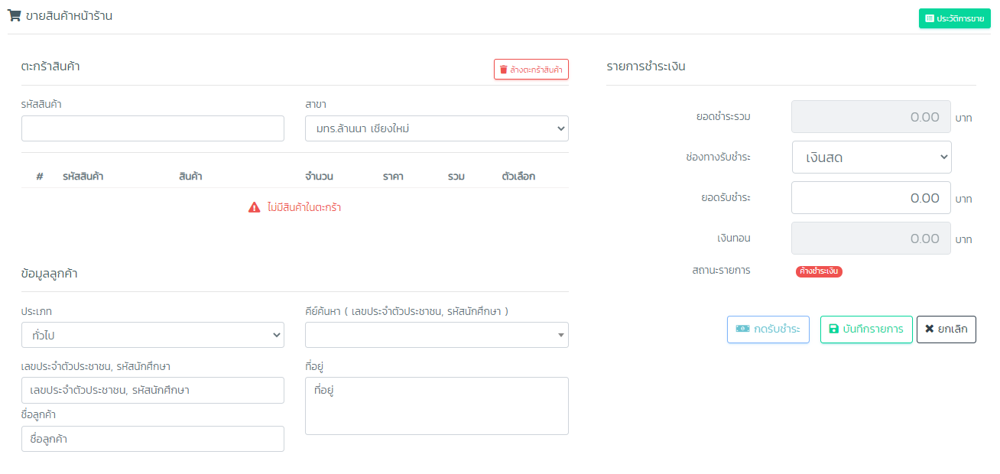 ขายสินค้าหน้าร้าน
ประวัติการขาย
ตะกร้าสินค้า
ล้างตะกร้าสินค้า
รหัสสินค้า
สาขา
มทร.ล้านนา เชียงใหม่
# รหัสสินค้า สินค้า จำนวน ราคา รวม ตัวเลือก
ไม่มีสินค้าในตะกร้า
ข้อมูลลูกค้า
ประเภท
คีย์ค้นหา ( เลขประจำตัวประชาชน, รหัสนักศึกษา )
ทั่วไป
เลขประจำตัวประชาชน, รหัสนักศึกษา
ที่อยู่
เลขประจำตัวประชาชน, รหัสนักศึกษา
ที่อยู่
ชื่อลูกค้า
ชื่อลูกค้า
รายการชำระเงิน
ยอดชำระรวม 0.00 บาท
ช่องทางรับชำระ เงินสด
ยอดรับชำระ 0.00 บาท
เงินทอน 0.00 บาท
สถานะรายการ ค้างชำระเงิน
กดรับชำระ บันทึกรายการ ยกเลิก